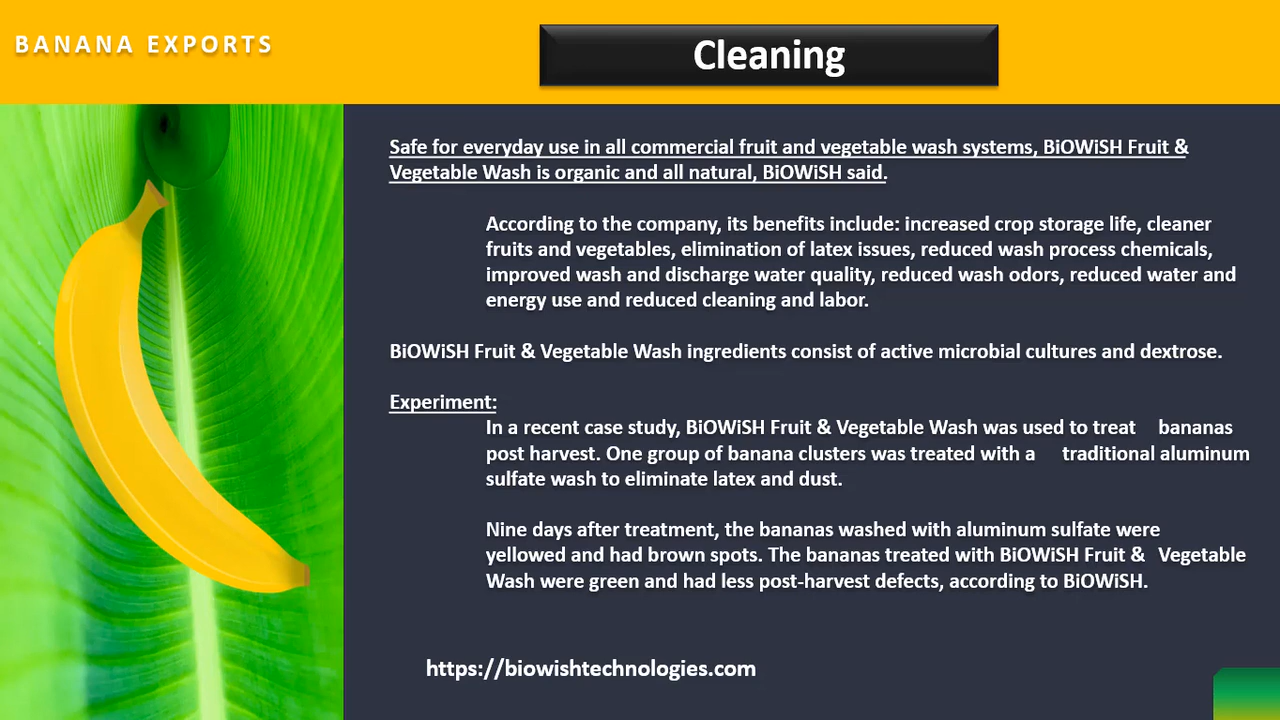 BANANA EXPORTS
Cleaning
Safe for everyday use in all commercial fruit and vegetable wash systems, BiOWiSH Fruit &
Vegetable Wash is organic and all natural, BiOWiSH said.
According to the company, its benefits include: increased crop storage life, cleaner
fruits and vegetables, elimination of latex issues, reduced wash process chemicals,
improved wash and discharge water quality, reduced wash odors, reduced water and
energy use and reduced cleaning and labor.
BiOWiSH Fruit & Vegetable Wash ingredients consist of active microbial cultures and dextrose.
Experiment:
In a recent case study, BiOWiSH Fruit & Vegetable Wash was used to treat bananas
post harvest. One group of banana clusters was treated with a traditional aluminum
sulfate wash to eliminate latex and dust.
Nine days after treatment, the bananas washed with aluminum sulfate were
yellowed and had brown spots. The bananas treated with BiOWiSH Fruit & Vegetable
Wash were green and had less post-harvest defects, according to BiOWiSH.
https://biowishtechnologies.com